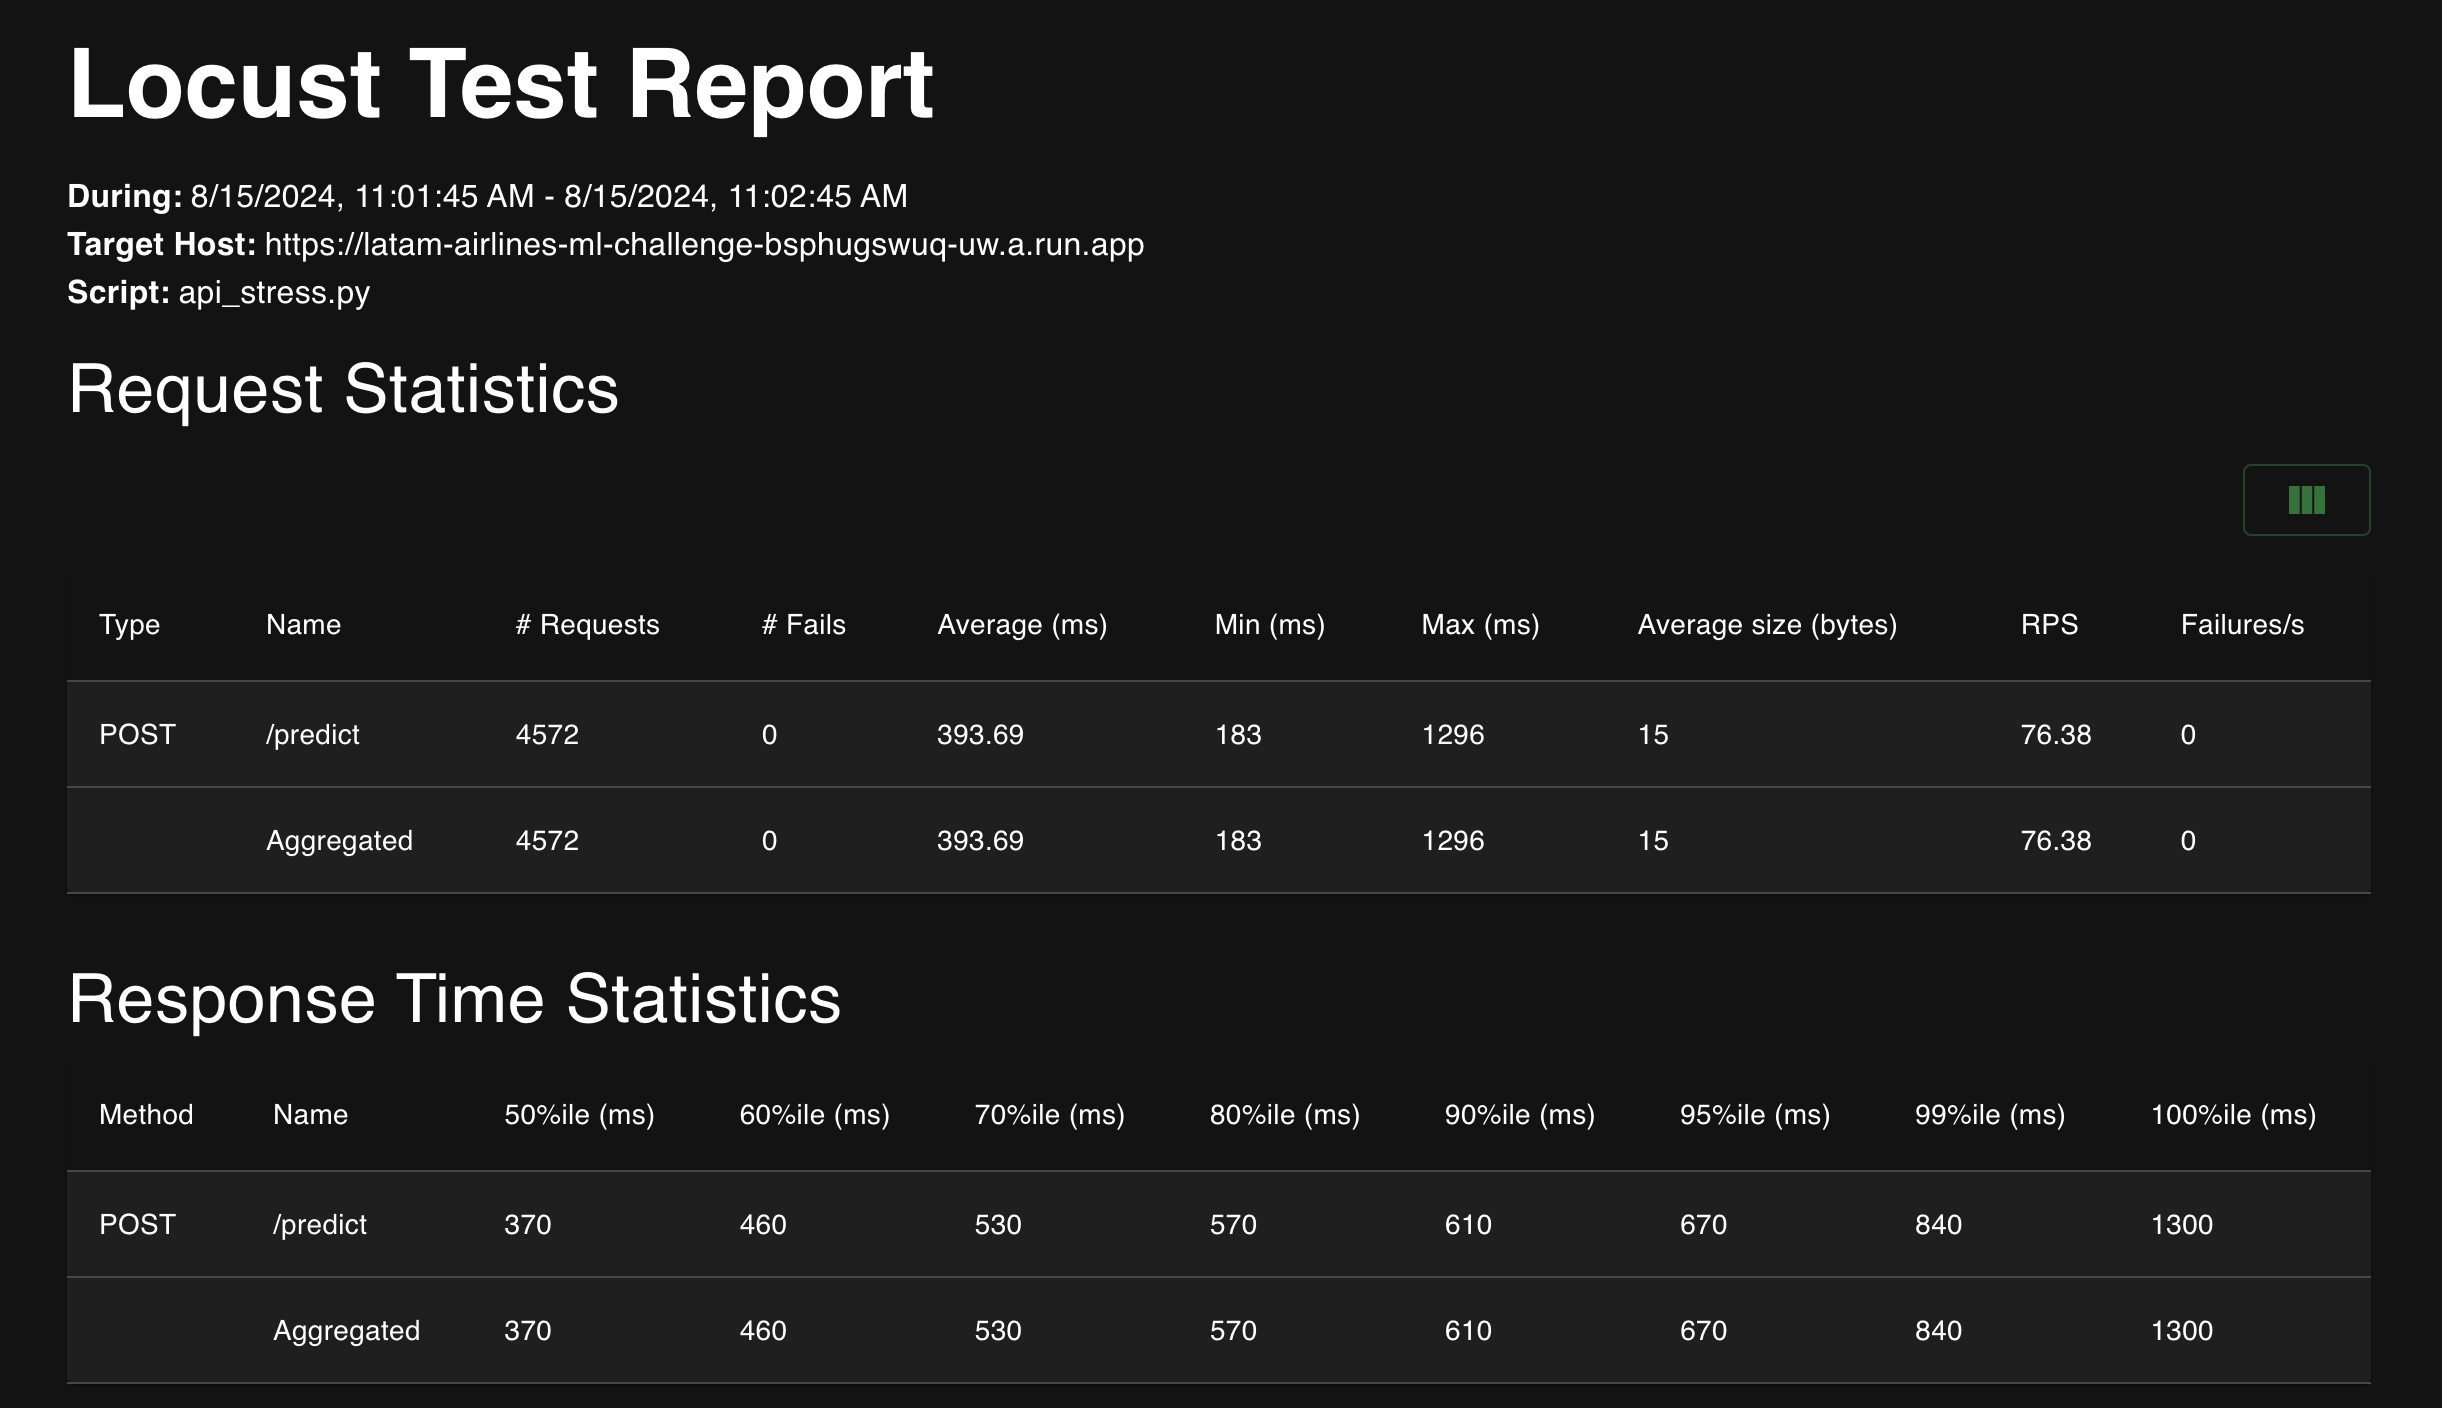 Locust Test Report
During: 8/15/2024, 11:01:45 AM - 8/15/2024, 11:02:45 AM
Target Host: https://latam-airlines-ml-challenge-bsphugswuq-uw.a.run.app
Script: api_stress.py
Request Statistics
Type Name # Requests # Fails Average (ms) Min (ms) Max (ms) Average size (bytes) RPS Failures/s
POST /predict 4572 0 393.69 183 1296 15 76.38 0
Aggregated 4572 0 393.69 183 1296 15 76.38 0
Response Time Statistics
Method Name 50%ile (ms) 60%ile (ms) 70%ile (ms) 80%ile (ms) 90%ile (ms) 95%ile (ms) 99%ile (ms) 100%ile (ms)
POST /predict 370 460 530 570 610 670 840 1300
Aggregated 370 460 530 570 610 670 840 1300